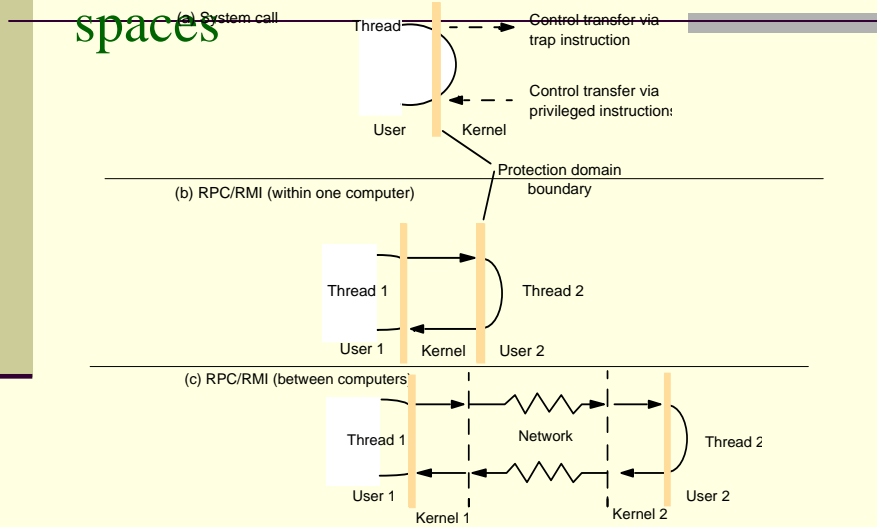 spaces
(a) System call
Thread
Control transfer via
trap instruction
Control transfer via
privileged instructions
User
Kernel
Protection domain
boundary
(b) RPC/RMI (within one computer)
Thread 1
Thread 2
User 1
Kernel
User 2
(c) RPC/RMI (between computers)
Thread 1
Network
Thread 2
User 1
User 2
Kernel 1
Kernel 2